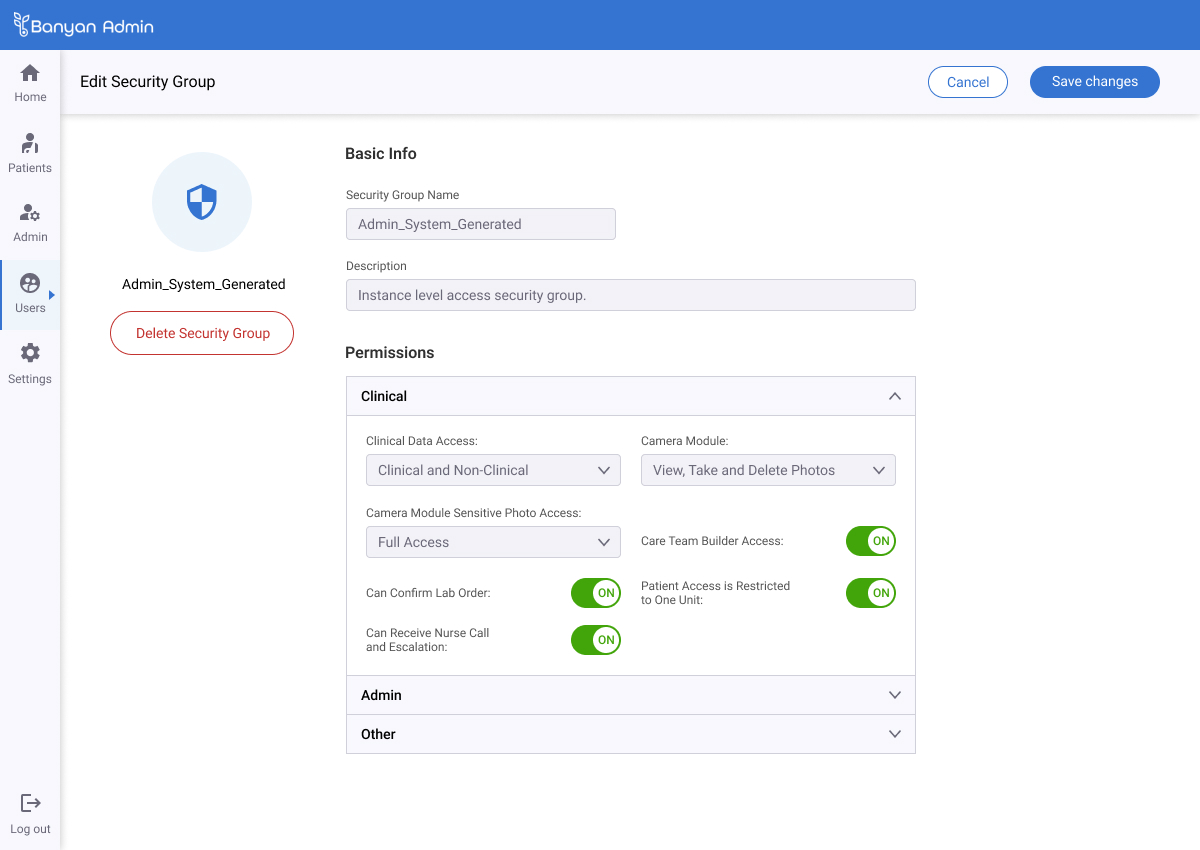 Banyan Admin
Home
Patients
Admin
Users
Settings
Log out
Edit Security Group
Cancel
Save changes
Admin_System_Generated
Delete Security Group
Basic Info
Security Group Name
Admin_System_Generated
Description
Instance level access security group.
Permissions
Clinical
Clinical Data Access:
Clinical and Non-Clinical
Camera Module:
View, Take and Delete Photos
Camera Module Sensitive Photo Access:
Full Access
Care Team Builder Access:
ON
Can Confirm Lab Order:
ON
Patient Access is Restricted
to One Unit:
ON
Can Receive Nurse Call
and Escalation:
ON
Admin
Other